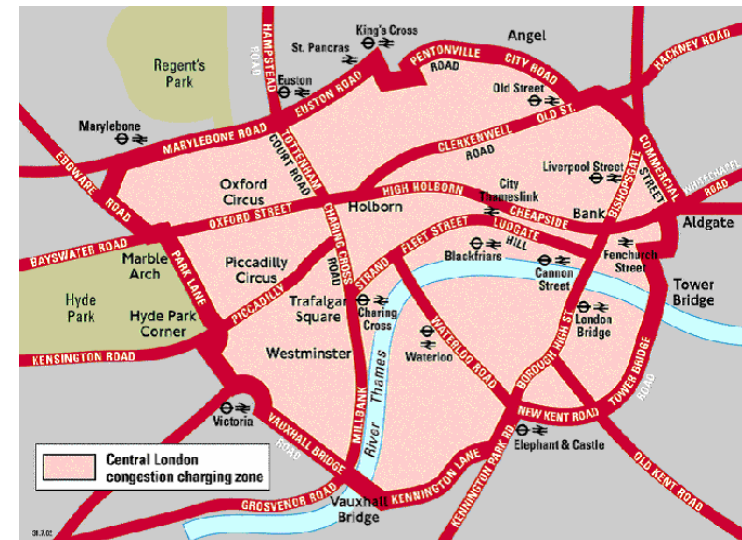 King's Cross
St. Pancras
Angel
HAMPSTEAD
ROAD
PENTONVILLE
ROAD
CITY ROAD
HACKNEY ROAD
Regent's
Park
Euston
EUSTON ROAD
Old Street
OLD ST.
Marylebone
MARYLEBONE ROAD
TOTTENHAM
COURT ROAD
CLERKENWELL
ROAD
COMMERCIAL
STREET
EDGWARE
ROAD
Liverpool Street
BISHOPSGATE
WHITECHAPEL
ROAD
Oxford
Circus
OXFORD STREET
HIGH HOLBORN
Holborn
City
Thameslink
CHEAPSIDE
Bank
Aldgate
BAYSWATER ROAD
Marble
Arch
PARK LANE
CHARING CROSS
ROAD
FLEET STREET
LUDGATE
HILL
Blackfriars
Cannon
Street
Fenchurch
Street
Piccadilly
Circus
PICCADILLY
STRAND
Tower
Bridge
Hyde
Park
Hyde Park
Corner
Trafalgar
Square
Charing
Cross
London
Bridge
KENSINGTON ROAD
Westminster
Waterloo
WATERLOO ROAD
BOROUGH HIGH ST.
TOWER BRIDGE
ROAD
River Thames
MILLBANK
Victoria
VAUXHALL BRIDGE
ROAD
NEW KENT ROAD
Elephant & Castle
Central London
congestion charging zone
GROSVENOR ROAD
Vauxhall
Bridge
KENNINGTON LANE
KENNINGTON PARK RD.
OLD KENT ROAD